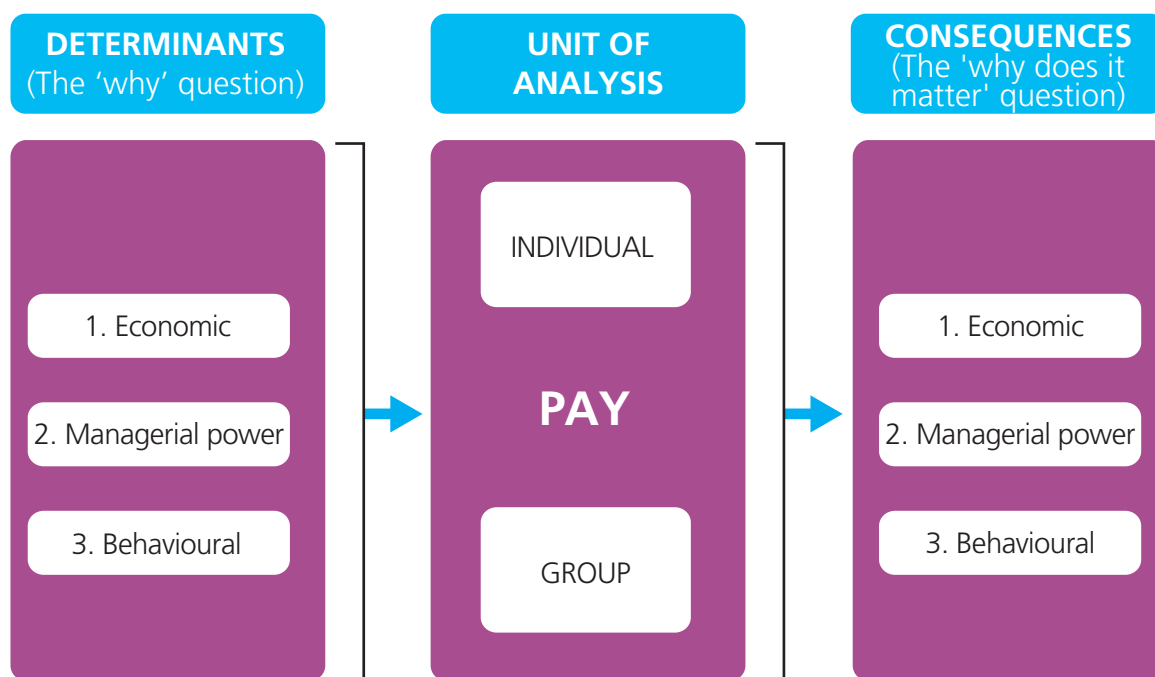 DETERMINANTS
(The ‘why’ question)
1. Economic
2. Managerial power
3. Behavioural
UNIT OF
ANALYSIS
INDIVIDUAL
PAY
GROUP
CONSEQUENCES
(The 'why does it
matter' question)
1. Economic
2. Managerial power
3. Behavioural